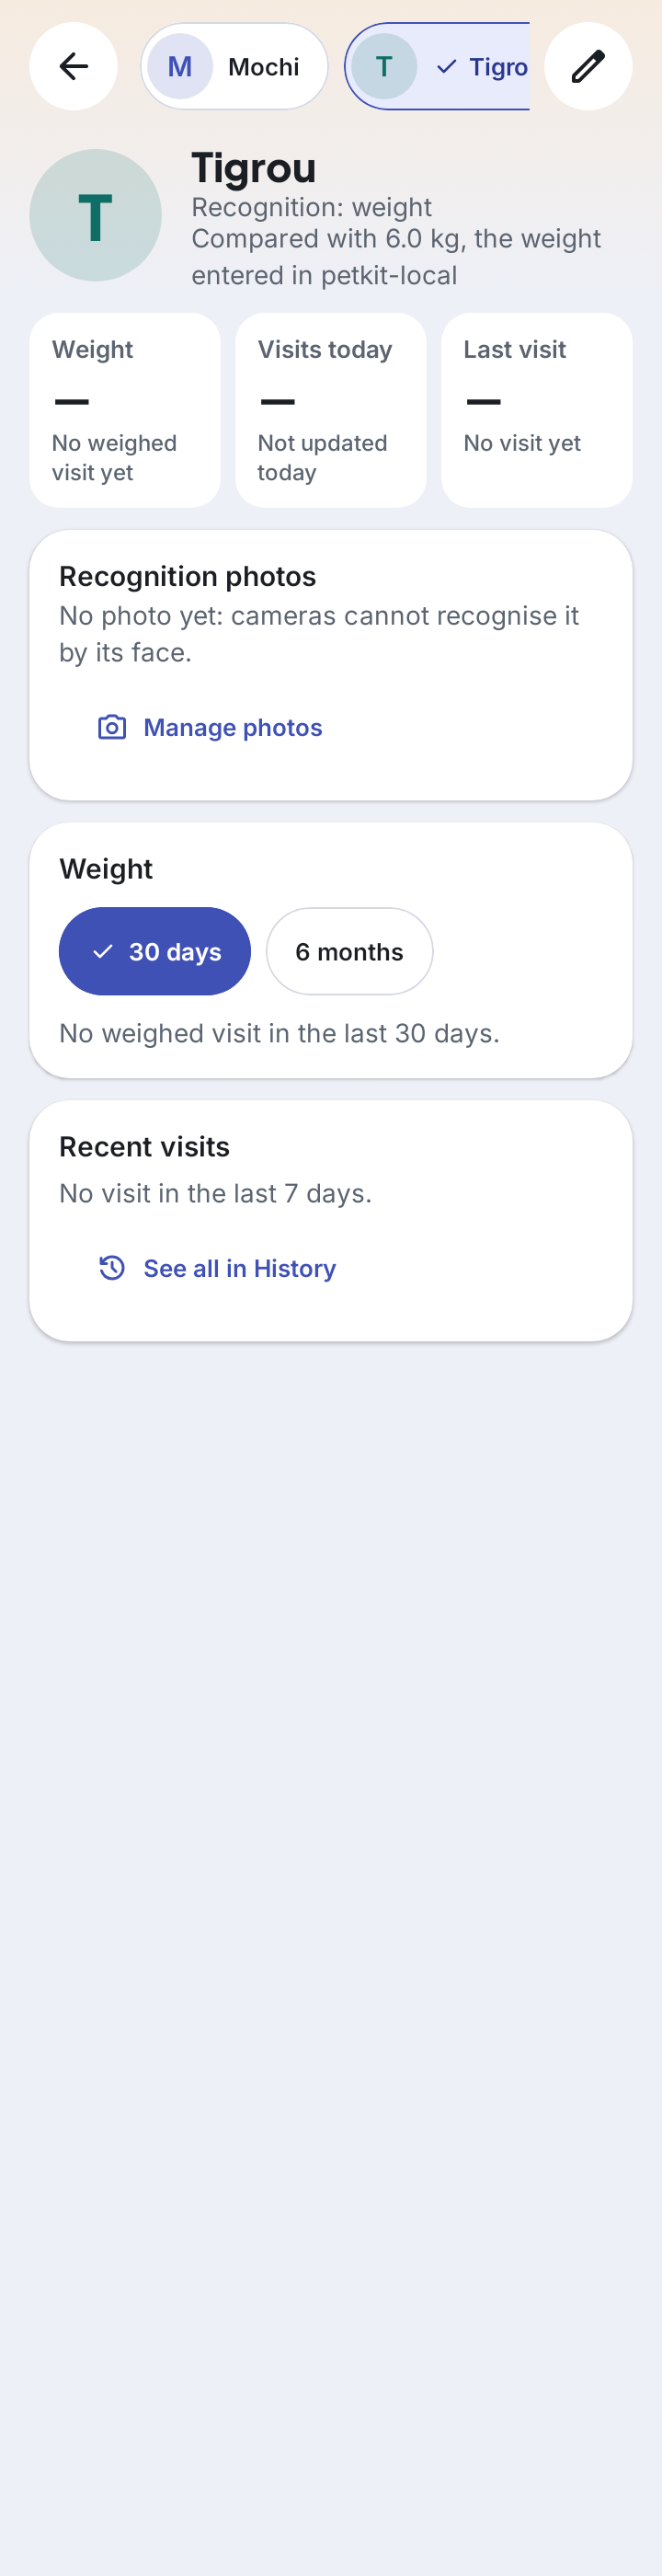 M Mochi
T Tigro
T
Tigrou
Recognition: weight
Compared with 6.0 kg, the weight
entered in petkit-local
Weight
Visits today
Last visit
—
—
—
No weighed
visit yet
Not updated
today
No visit yet
Recognition photos
No photo yet: cameras cannot recognise it
by its face.
Manage photos
Weight
30 days
6 months
No weighed visit in the last 30 days.
Recent visits
No visit in the last 7 days.
See all in History